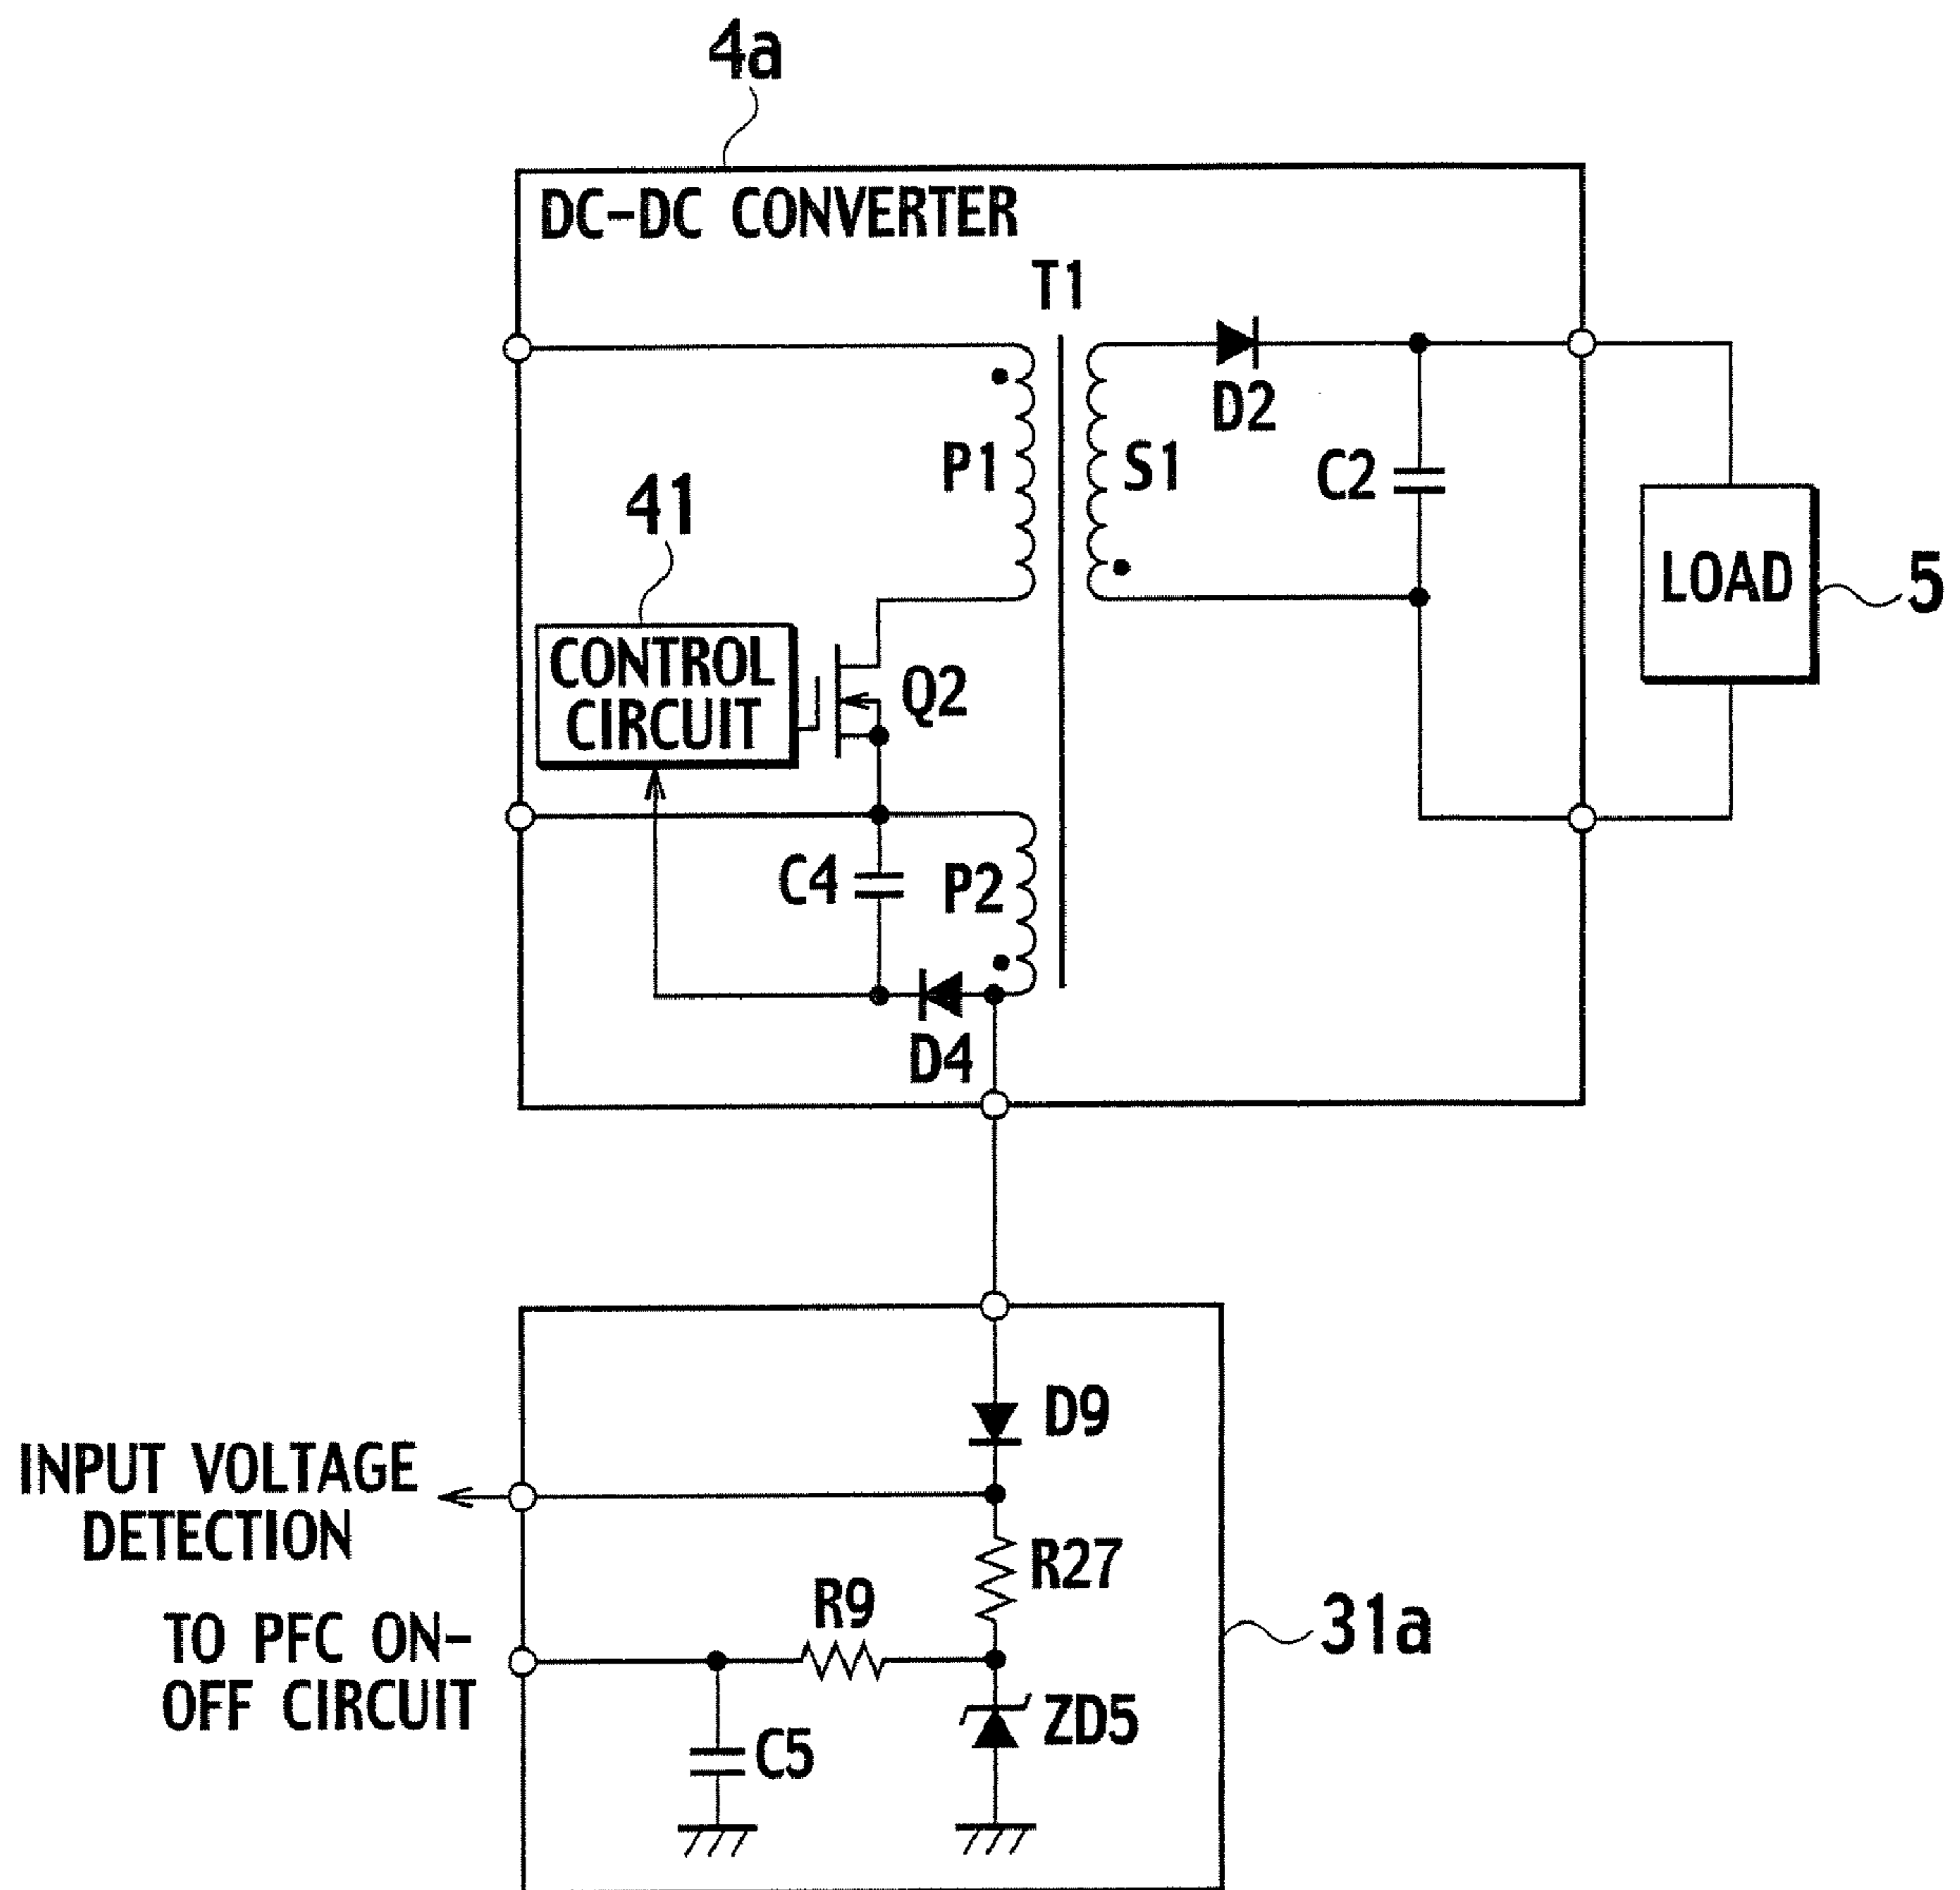 4a
DC-DC CONVERTER
T1
D2
P1
S1
C2
41
LOAD
5
CONTROL
CIRCUIT
Q2
C4
P2
D4
D9
INPUT VOLTAGE
DETECTION
R27
R9
31a
TO PFC ON-
OFF CIRCUIT
ZD5
C5